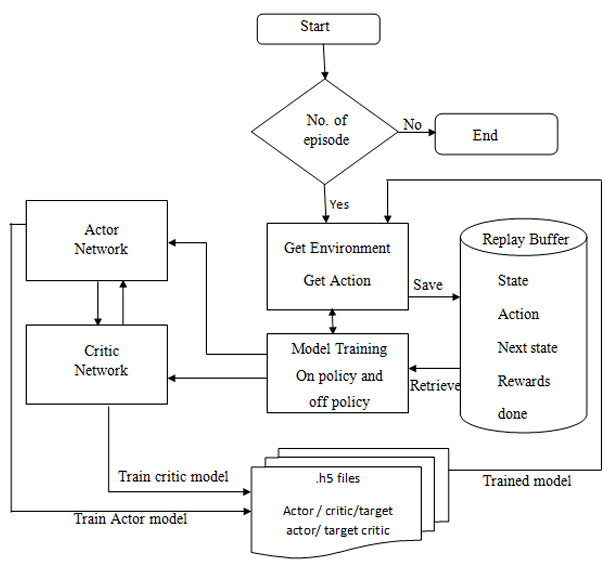 Start
No. of
episode
No
End
Yes
Actor
Network
Get Environment
Get Action
Replay Buffer
Save
State
Action
Next state
Rewards
done
Critic
Network
Model Training
On policy and
off policy
Retrieve
Train critic model
.h5 files
Trained model
Actor / critic/target
actor/ target critic
Train Actor model